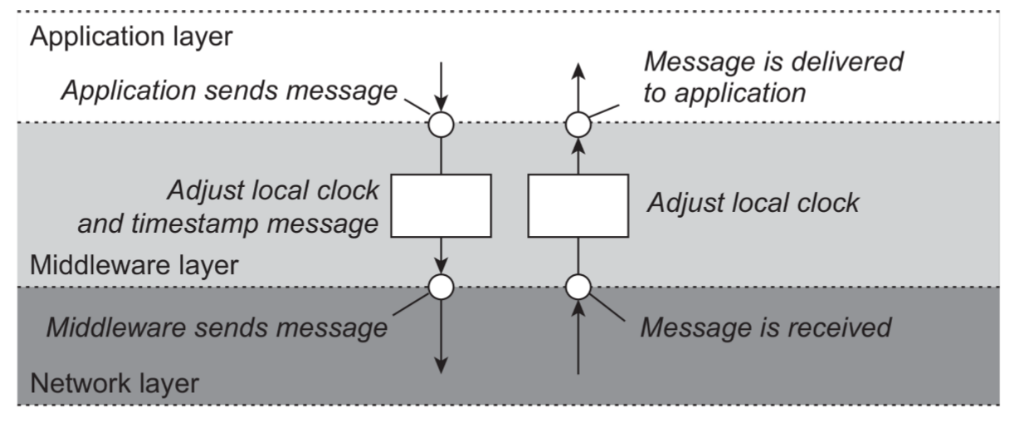 Application layer
Application sends message
Message is delivered
to application
Adjust local clock
and timestamp message
Adjust local clock
Middleware layer
Middleware sends message
Message is received
Network layer